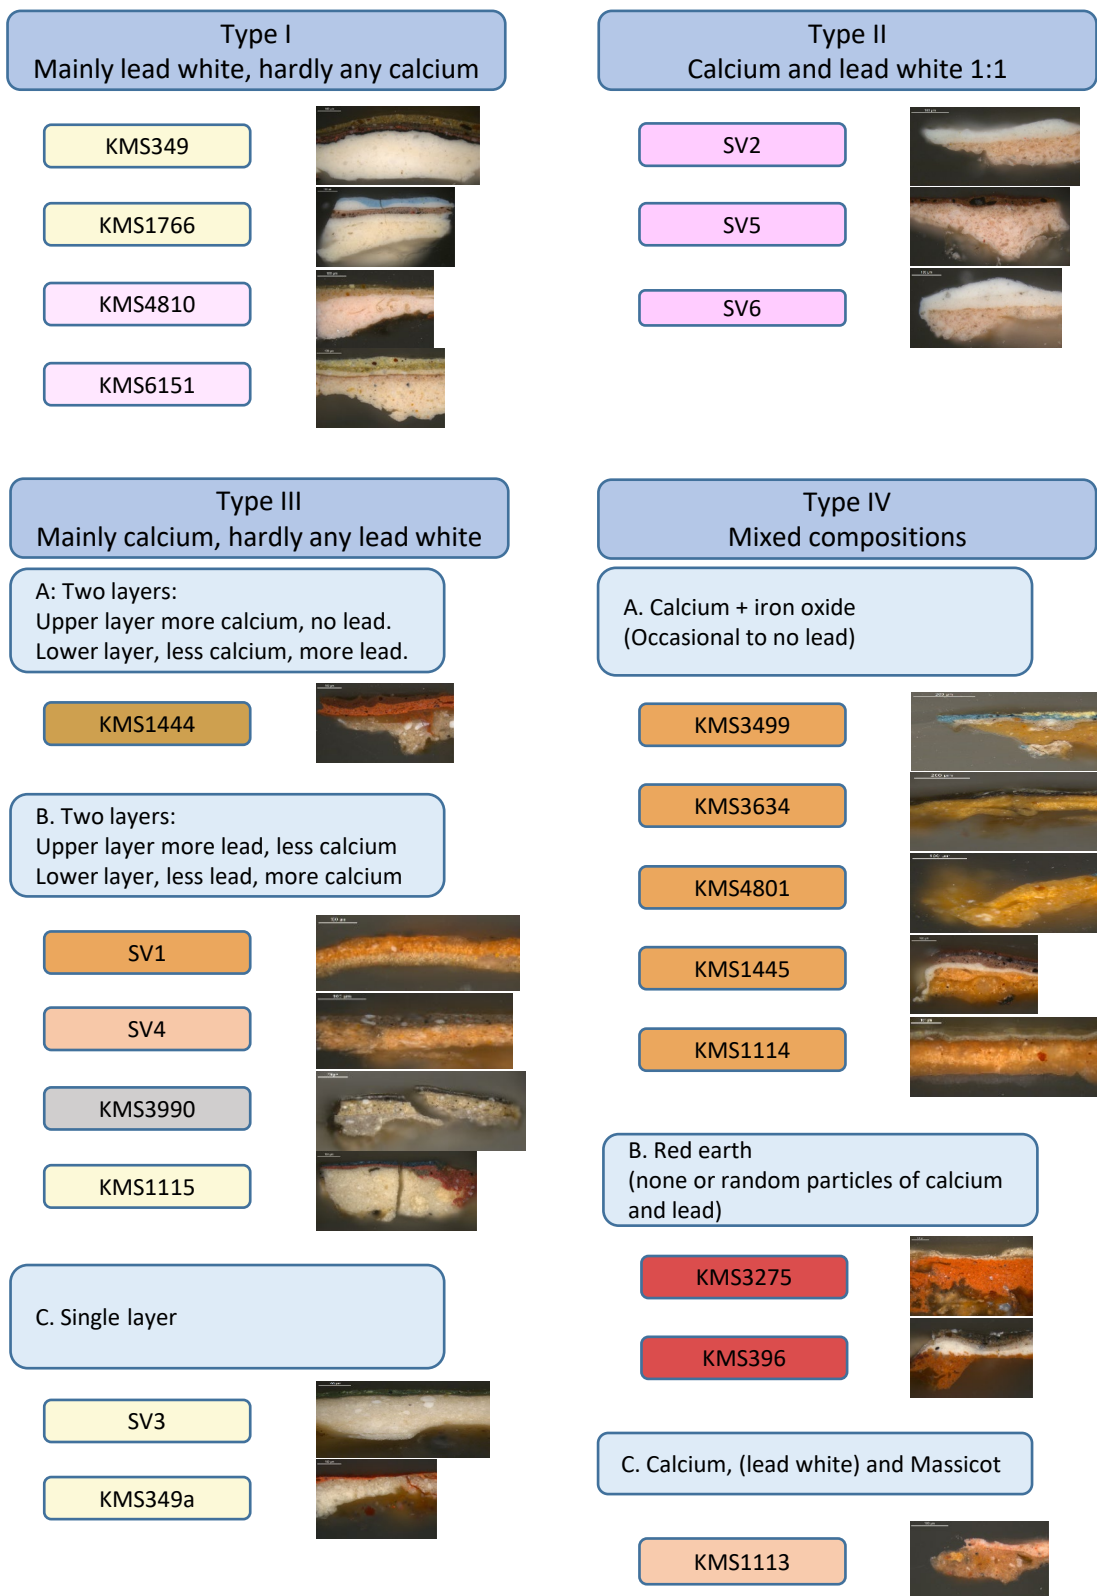 Type I
Mainly lead white, hardly any calcium
KMS349
KMS1766
KMS4810
KMS6151
Type II
Calcium and lead white 1:1
SV2
SV5
SV6
Type III
Mainly calcium, hardly any lead white
A: Two layers:
Upper layer more calcium, no lead.
Lower layer, less calcium, more lead.
KMS1444
B. Two layers:
Upper layer more lead, less calcium
Lower layer, less lead, more calcium
SV1
SV4
KMS3990
KMS1115
C. Single layer
SV3
KMS349a
Type IV
Mixed compositions
A. Calcium + iron oxide
(Occasional to no lead)
KMS3499
KMS3634
KMS4801
KMS1445
KMS1114
B. Red earth
(none or random particles of calcium
and lead)
KMS3275
KMS396
C. Calcium, (lead white) and Massicot
KMS1113